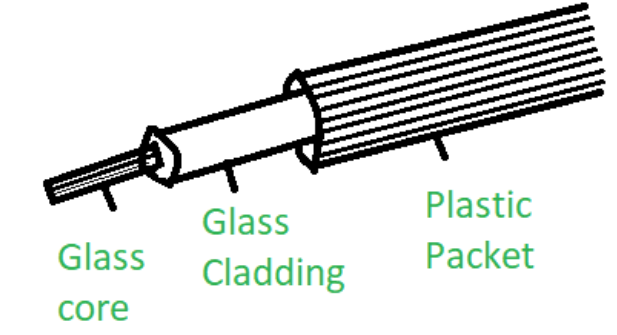 Glass
core
Glass
Cladding
Plastic
Packet